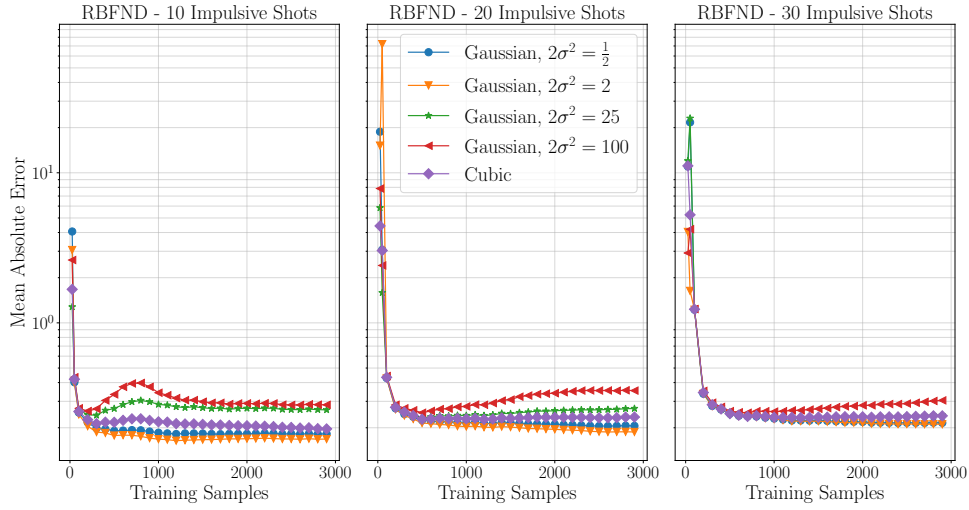 RBFND - 10 Impulsive Shots
RBFND - 20 Impulsive Shots
RBFND - 30 Impulsive Shots
Mean Absolute Error
10¹
10⁰
Gaussian, 2σ² = 1/2
Gaussian, 2σ² = 2
Gaussian, 2σ² = 25
Gaussian, 2σ² = 100
Cubic
0 1000 2000 3000
0 1000 2000 3000
0 1000 2000 3000
Training Samples
Training Samples
Training Samples